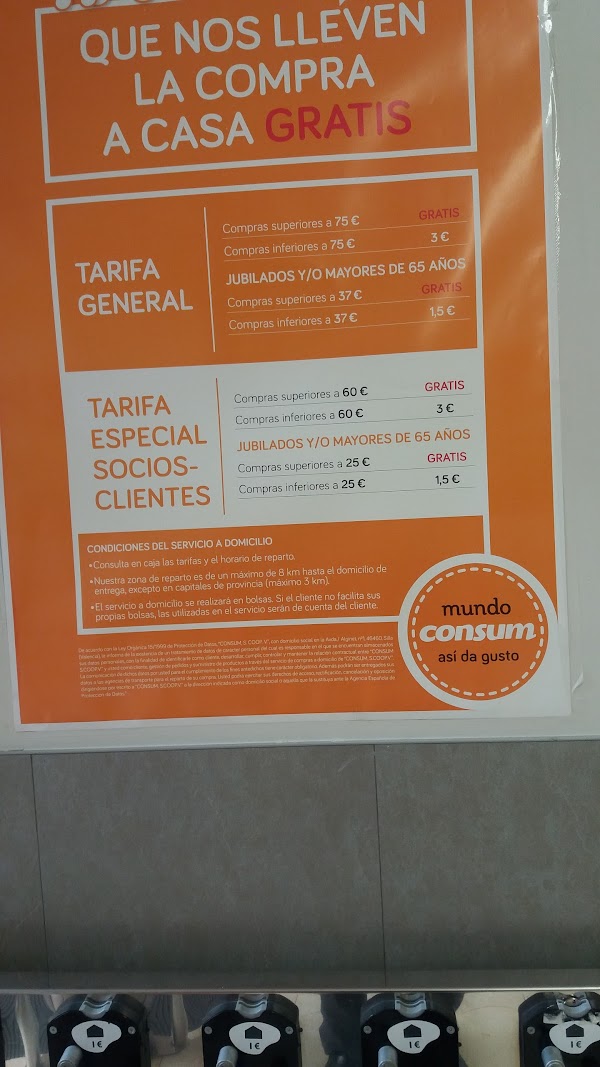 QUE NOS LLEVEN
LA COMPRA
A CASA GRATIS
TARIFA
GENERAL
Compras superiores a 75 € GRATIS
Compras inferiores a 75 € 3 €
JUBILADOS Y/O MAYORES DE 65 AÑOS
Compras superiores a 37 € GRATIS
Compras inferiores a 37 € 1,5 €
TARIFA
ESPECIAL
SOCIOS-
CLIENTES
Compras superiores a 60 € GRATIS
Compras inferiores a 60 € 3 €
JUBILADOS Y/O MAYORES DE 65 AÑOS
Compras superiores a 25 € GRATIS
Compras inferiores a 25 € 1,5 €
CONDICIONES DEL SERVICIO A DOMICILIO
•Consulta en caja las tarifas y el horario de reparto.
•Nuestra zona de reparto es de un máximo de 8 km hasta el domicilio de
entrega, excepto en capitales de provincia (máximo 3 km).
•El servicio a domicilio se realizará en bolsas. Si el cliente no facilita sus
propias bolsas, las utilizadas en el servicio serán de cuenta del cliente.
mundo
consum
así da gusto
1€
1€
1€
1€